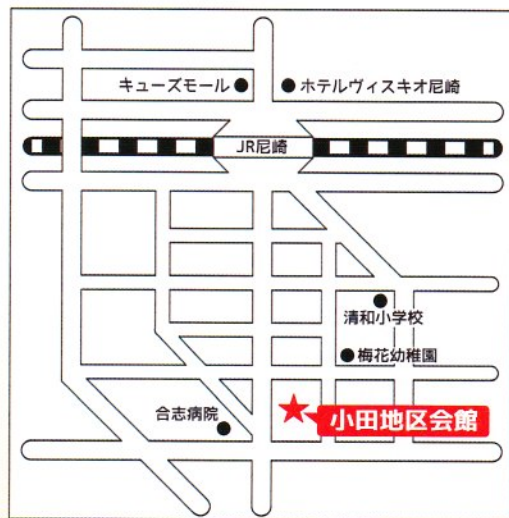 キューズモール
ホテルヴィスキオ尼崎
JR尼崎
清和小学校
梅花幼稚園
合志病院
小田地区会館